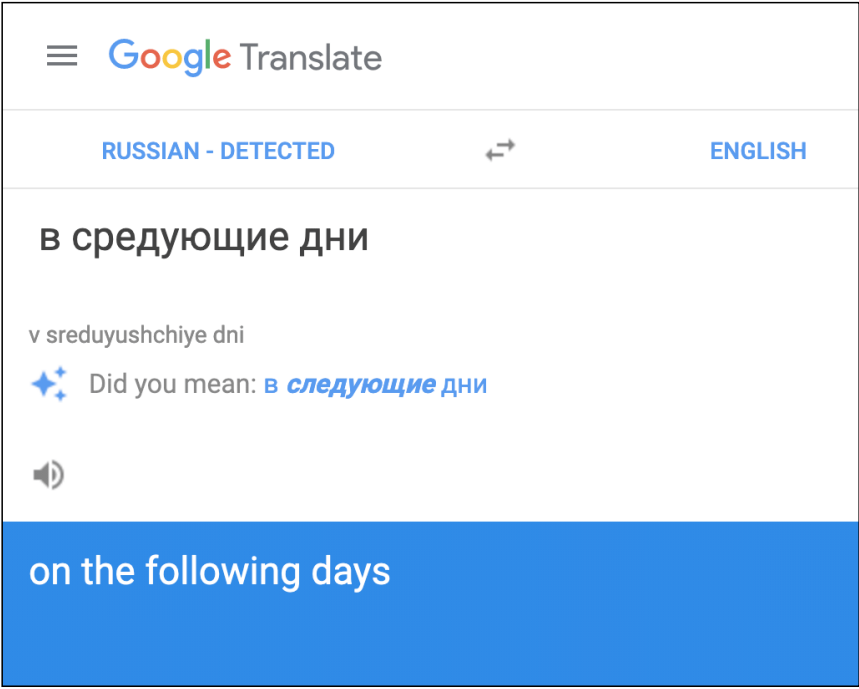 Google Translate
RUSSIAN - DETECTED ENGLISH
в средующие дни
v sreduyushchiye dni
Did you mean: в следующие дни
on the following days